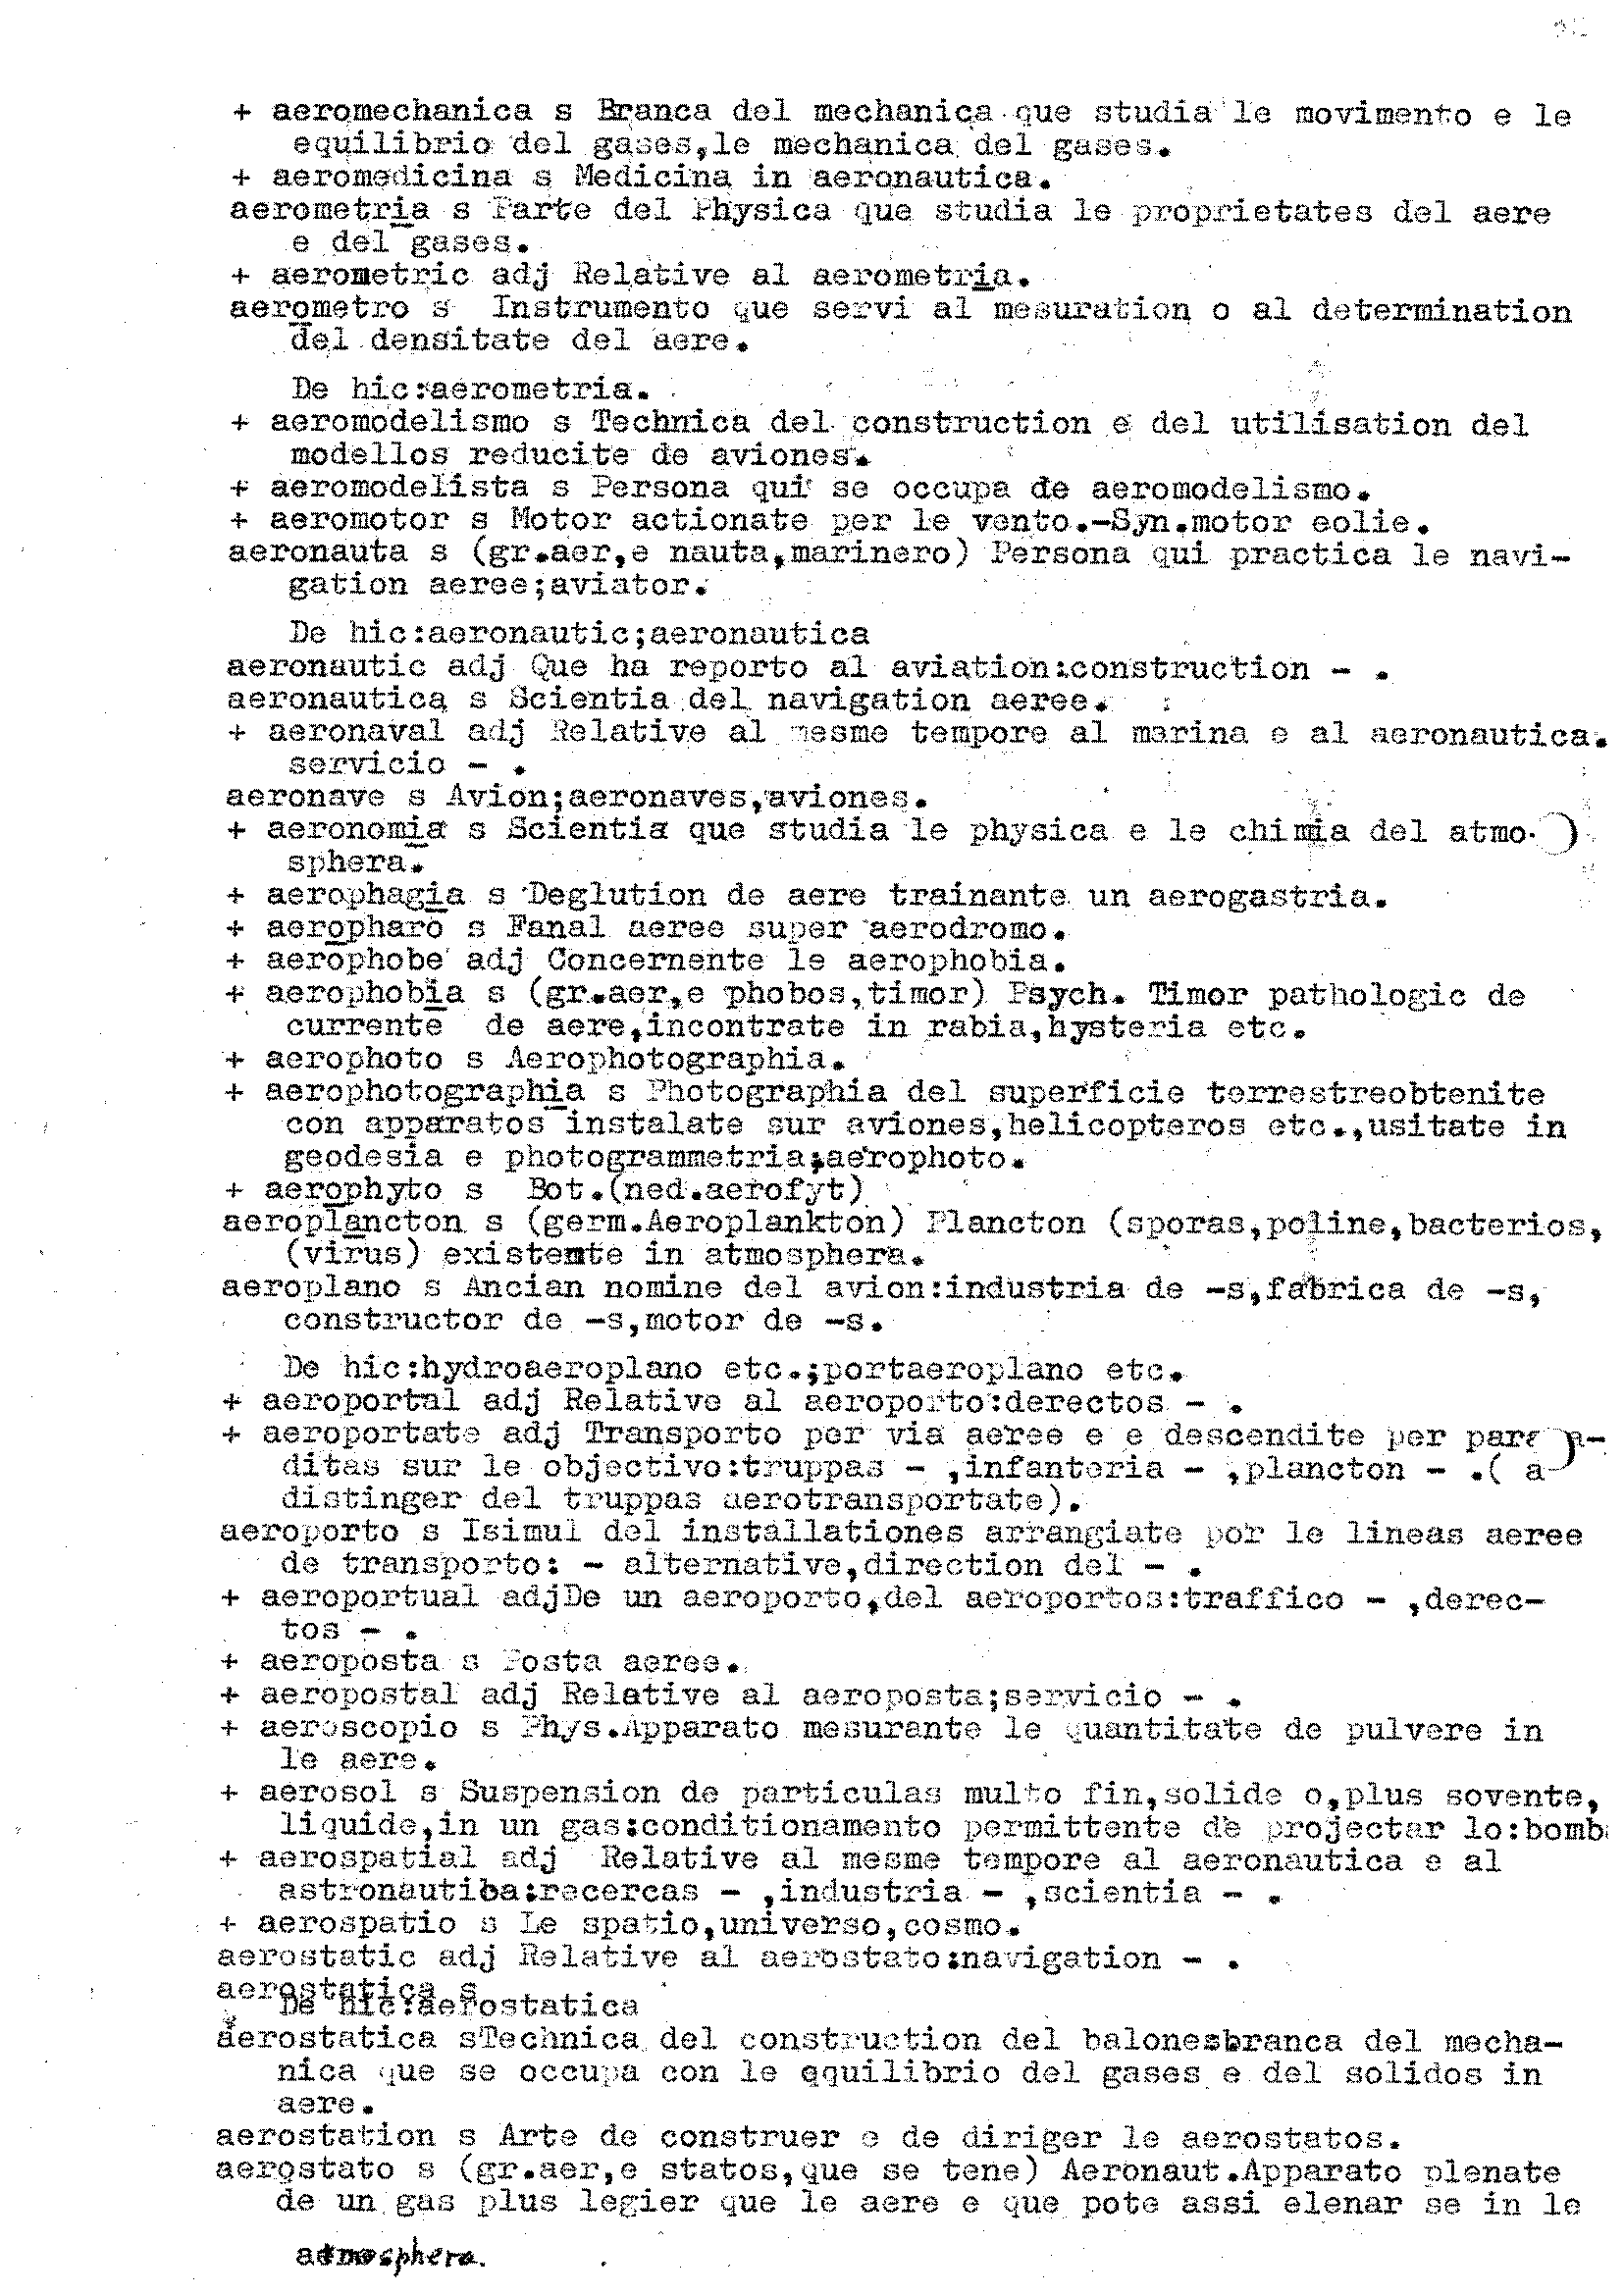 + aeromechanica s Branca del mechanica que studia le movimento e le
equilibrio del gases,le mechanica del gases.
+ aeromedicina s Medicina in aeronautica.
aerometria s Parte del Physica que studia le proprietates del aere
e del gases.
+ aerometric adj Relative al aerometria.
aerometro s Instrumento que servi al mesuration o al determination
del densitate del aere.
De hic:aerometria.
+ aeromodelismo s Technica del construction e del utilisation del
modellos reducite de aviones.
+ aeromodelista s Persona qui se occupa de aeromodelismo.
+ aeromotor s Motor actionate per le vento.-Syn.motor eolie.
aeronauta s (gr.aer,e nauta,marinero) Persona qui practica le navi-
gation aeree;aviator.
De hic:aeronautic;aeronautica
aeronautic adj Que ha reporto al aviation:construction - .
aeronautica s Scientia del navigation aeree.
+ aeronaval adj Relative al mesme tempore al marina e al aeronautica.
servicio - .
aeronave s Avion;aeronaves,aviones.
+ aeronomia s Scientia que studia le physica e le chimia del atmo-
sphera.
+ aerophagia s Deglution de aere trainante un aerogastria.
+ aeropharo s Fanal aeree super aerodromo.
+ aerophobe adj Concernente le aerophobia.
+ aerophobia s (gr.aer,e phobos,timor) Psych. Timor pathologic de
currente de aere,incontrate in rabia,hysteria etc.
+ aerophoto s Aerophotographia.
+ aerophotographia s Photographia del superficie terrestreobtenite
con apparatos instalate sur aviones,helicopteros etc.,usitate in
geodesia e photogrammetria;aerophoto.
+ aerophyto s Bot.(ned.aerofyt)
aeroplancton s (germ.Aeroplankton) Plancton (sporas,poline,bacterios,
(virus) existemte in atmosphera.
aeroplano s Ancian nomine del avion:industria de -s,fabrica de -s,
constructor de -s,motor de -s.
De hic:hydroaeroplano etc.;portaeroplano etc.
+ aeroportal adj Relative al aeroporto:derectos - .
+ aeroportate adj Transporto per via aeree e e descendite per para-
ditas sur le objectivo:truppas - ,infanteria - ,plancton - .( a
distinger del truppas aerotransportate).
aeroporto s Isimul del installationes arrangiate por le lineas aeree
de transporto: - alternative,direction del - .
+ aeroportual adjDe un aeroporto,del aeroportos:traffico - ,derec-
tos - .
+ aeroposta s Posta aeree.
+ aeropostal adj Relative al aeroposta;servicio - .
+ aeroscopio s Phys.Apparato mesurante le quantitate de pulvere in
le aere.
+ aerosol s Suspension de particulas multo fin,solide o,plus sovente,
liquide,in un gas:conditionamento permittente de projectar lo:bomba
+ aerospatial adj Relative al mesme tempore al aeronautica e al
astronautiba:recercas - ,industria - ,scientia - .
+ aerospatio s Le spatio,universo,cosmo.
aerostatic adj Relative al aerostato:navigation - .
aerostatica s
De hic:aerostatica
aerostatica sTechnica del construction del balonesbranca del mecha-
nica que se occupa con le equilibrio del gases e del solidos in
aere.
aerostation s Arte de construer e de diriger le aerostatos.
aerostato s (gr.aer,e statos,que se tene) Aeronaut.Apparato plenate
de un gas plus legier que le aere e que pote assi elenar se in le
atmosphera.